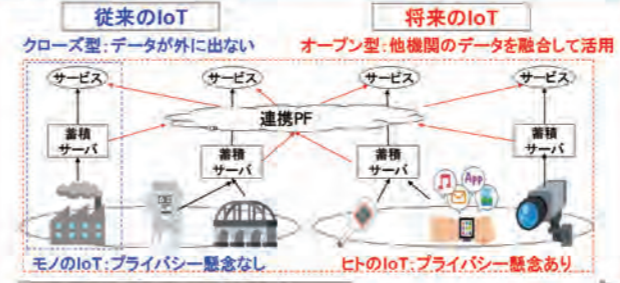 従来のIoT
将来のIoT
クローズ型:データが外に出ない
オープン型:他機関のデータを融合して活用
サービス
サービス
サービス
サービス
連携PF
蓄積
サーバ
蓄積
サーバ
蓄積
サーバ
蓄積
サーバ
App
モノのIoT:プライバシー懸念なし
ヒトのIoT:プライバシー懸念あり